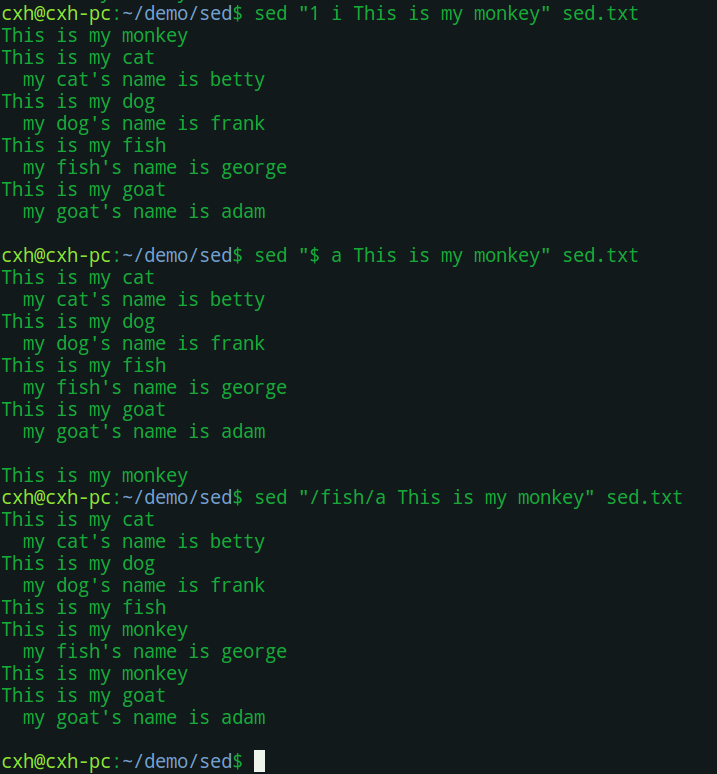 cxh@cxh-pc:~/demo/sed$ sed "1 i This is my monkey" sed.txt
This is my monkey
This is my cat
  my cat's name is betty
This is my dog
  my dog's name is frank
This is my fish
  my fish's name is george
This is my goat
  my goat's name is adam

cxh@cxh-pc:~/demo/sed$ sed "$ a This is my monkey" sed.txt
This is my cat
  my cat's name is betty
This is my dog
  my dog's name is frank
This is my fish
  my fish's name is george
This is my goat
  my goat's name is adam

This is my monkey
cxh@cxh-pc:~/demo/sed$ sed "/fish/a This is my monkey" sed.txt
This is my cat
  my cat's name is betty
This is my dog
  my dog's name is frank
This is my fish
This is my monkey
  my fish's name is george
This is my monkey
This is my goat
  my goat's name is adam

cxh@cxh-pc:~/demo/sed$